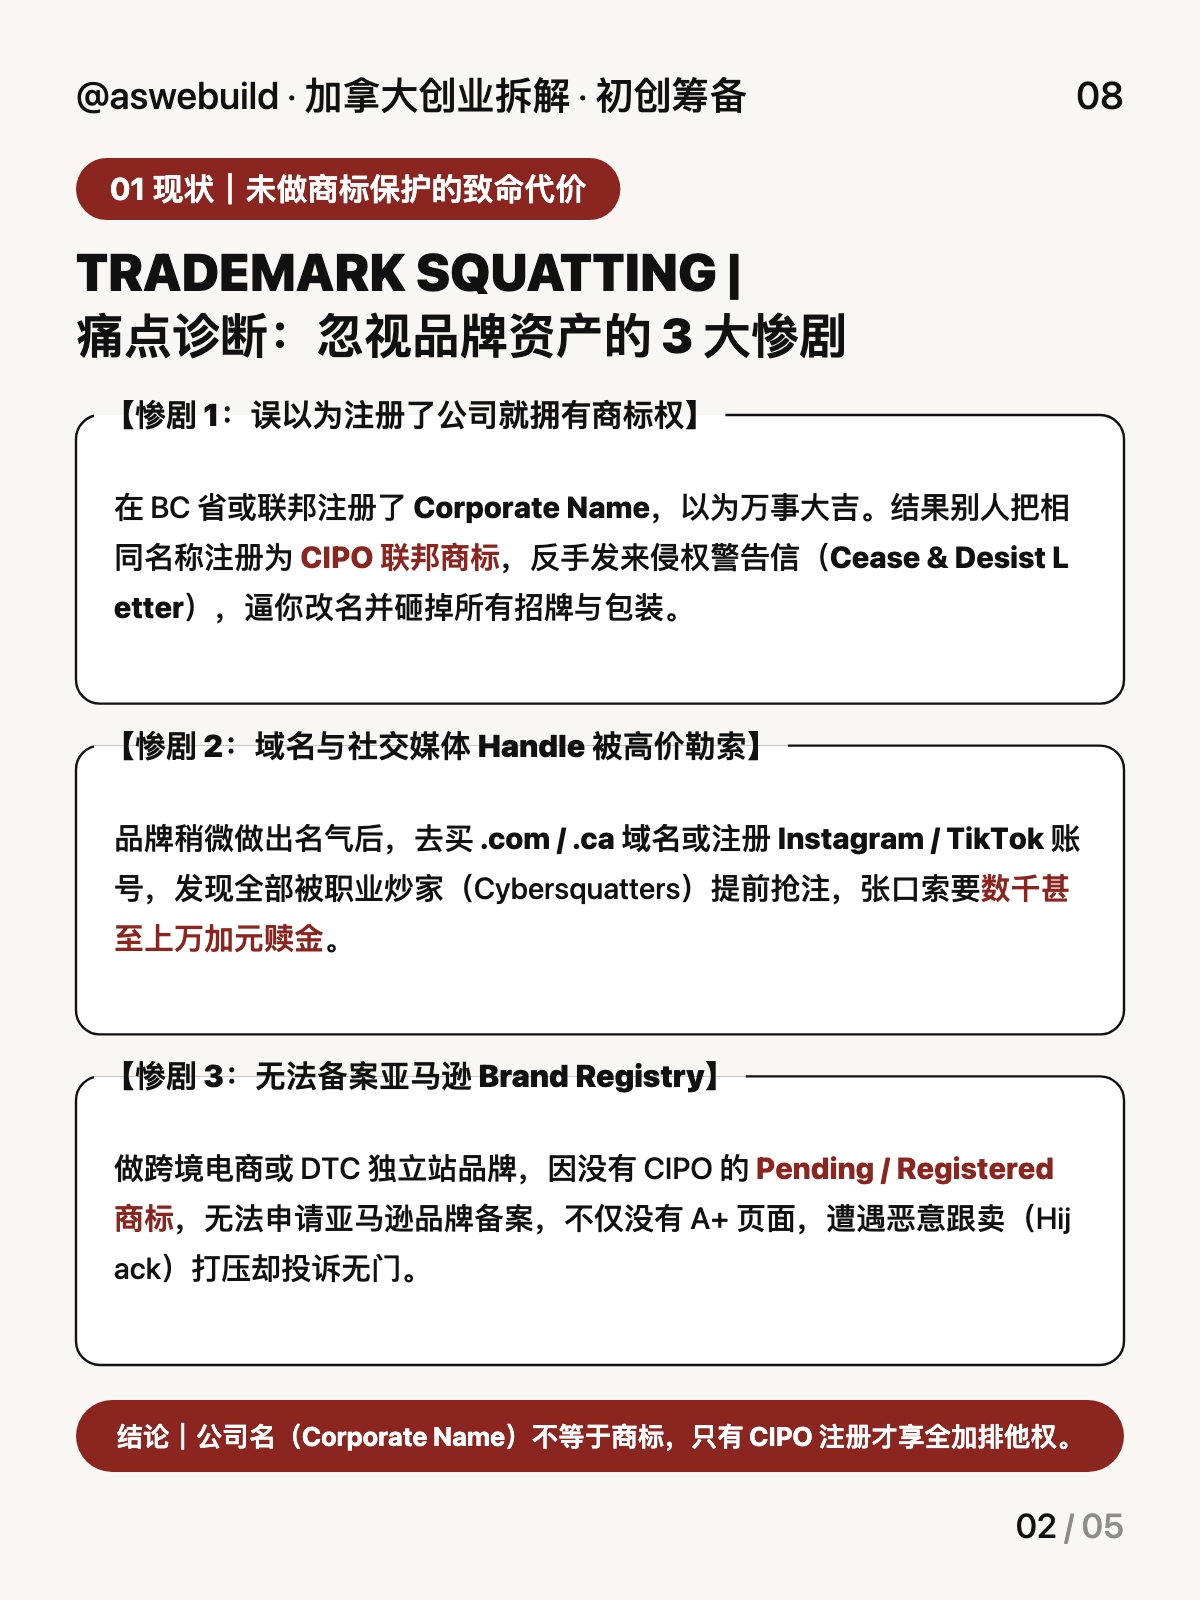 @aswebuild · 加拿大创业拆解 · 初创筹备
08
01 现状｜未做商标保护的致命代价
TRADEMARK SQUATTING |
痛点诊断：忽视品牌资产的 3 大惨剧
【惨剧 1：误以为注册了公司就拥有商标权】
在 BC 省或联邦注册了 Corporate Name，以为万事大吉。结果别人把相
同名称注册为 CIPO 联邦商标，反手发来侵权警告信（Cease & Desist L
etter），逼你改名并砸掉所有招牌与包装。
【惨剧 2：域名与社交媒体 Handle 被高价勒索】
品牌稍微做出名气后，去买 .com / .ca 域名或注册 Instagram / TikTok 账
号，发现全部被职业炒家（Cybersquatters）提前抢注，张口索要数千甚
至上万加元赎金。
【惨剧 3：无法备案亚马逊 Brand Registry】
做跨境电商或 DTC 独立站品牌，因没有 CIPO 的 Pending / Registered
商标，无法申请亚马逊品牌备案，不仅没有 A+ 页面，遭遇恶意跟卖（Hij
ack）打压却投诉无门。
结论｜公司名（Corporate Name）不等于商标，只有 CIPO 注册才享全加排他权。
02 / 05